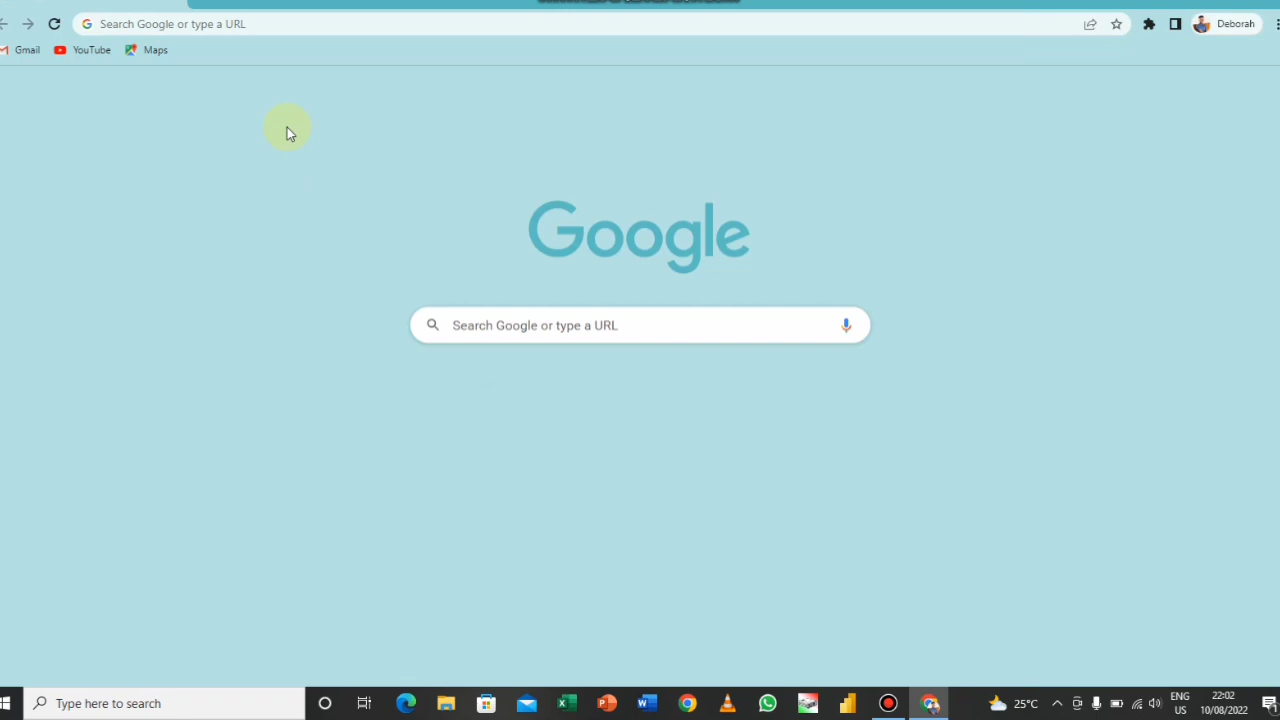 Search Google or type a URL
Deborah
Gmail YouTube Maps
Google
Search Google or type a URL
Type here to search
25°C
ENG
US
22:02
10/08/2022